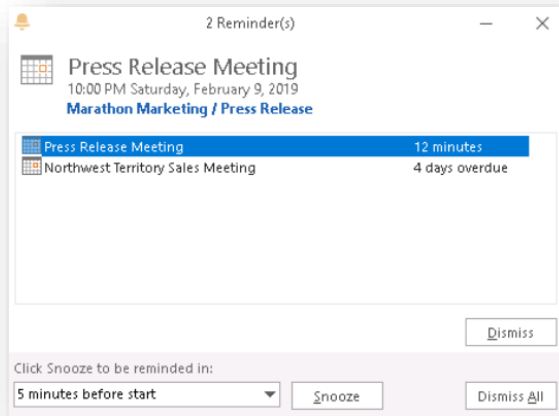 2 Reminder(s)
Press Release Meeting
10:00 PM Saturday, February 9, 2019
Marathon Marketing / Press Release
Press Release Meeting 12 minutes
Northwest Territory Sales Meeting 4 days overdue
Dismiss
Click Snooze to be reminded in:
5 minutes before start Snooze Dismiss All